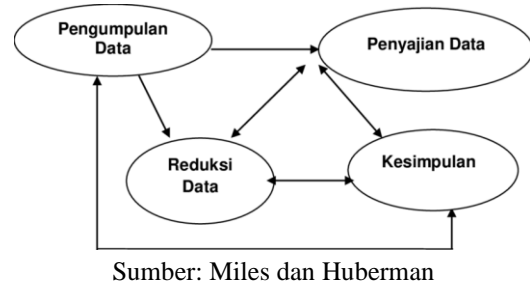 Pengumpulan
Data
Penyajian Data
Reduksi
Data
Kesimpulan
Sumber: Miles dan Huberman